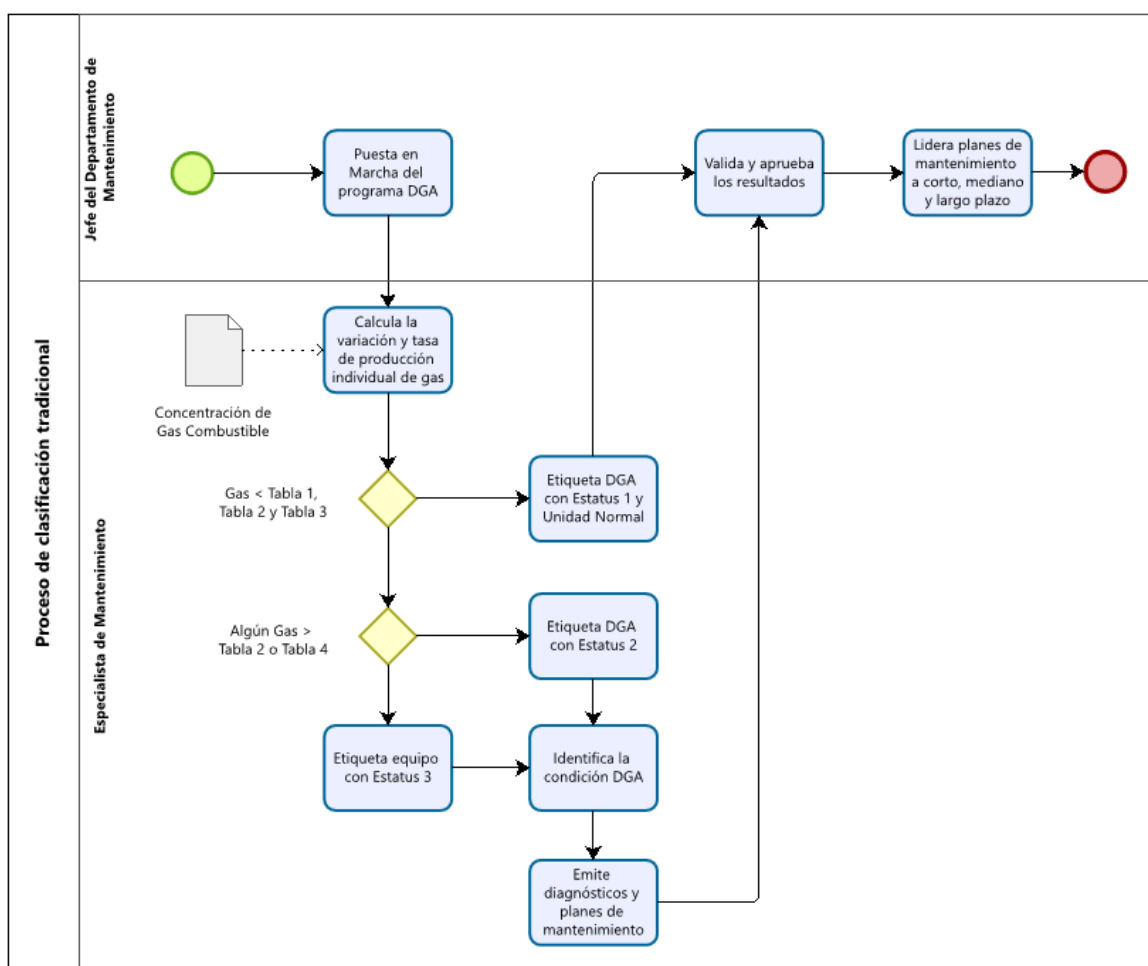 Proceso de clasificación tradicional
Jefe del Departamento de
Mantenimiento
Puesta en
Marcha del
programa DGA
Valida y aprueba
los resultados
Lidera planes de
mantenimiento
a corto, mediano
y largo plazo
Especialista de Mantenimiento
Calcula la
variación y tasa
de producción
individual de gas
Concentración de
Gas Combustible
Gas < Tabla 1,
Tabla 2 y Tabla 3
Etiqueta DGA
con Estatus 1 y
Unidad Normal
Algún Gas >
Tabla 2 o Tabla 4
Etiqueta DGA
con Estatus 2
Etiqueta equipo
con Estatus 3
Identifica la
condición DGA
Emite
diagnósticos y
planes de
mantenimiento